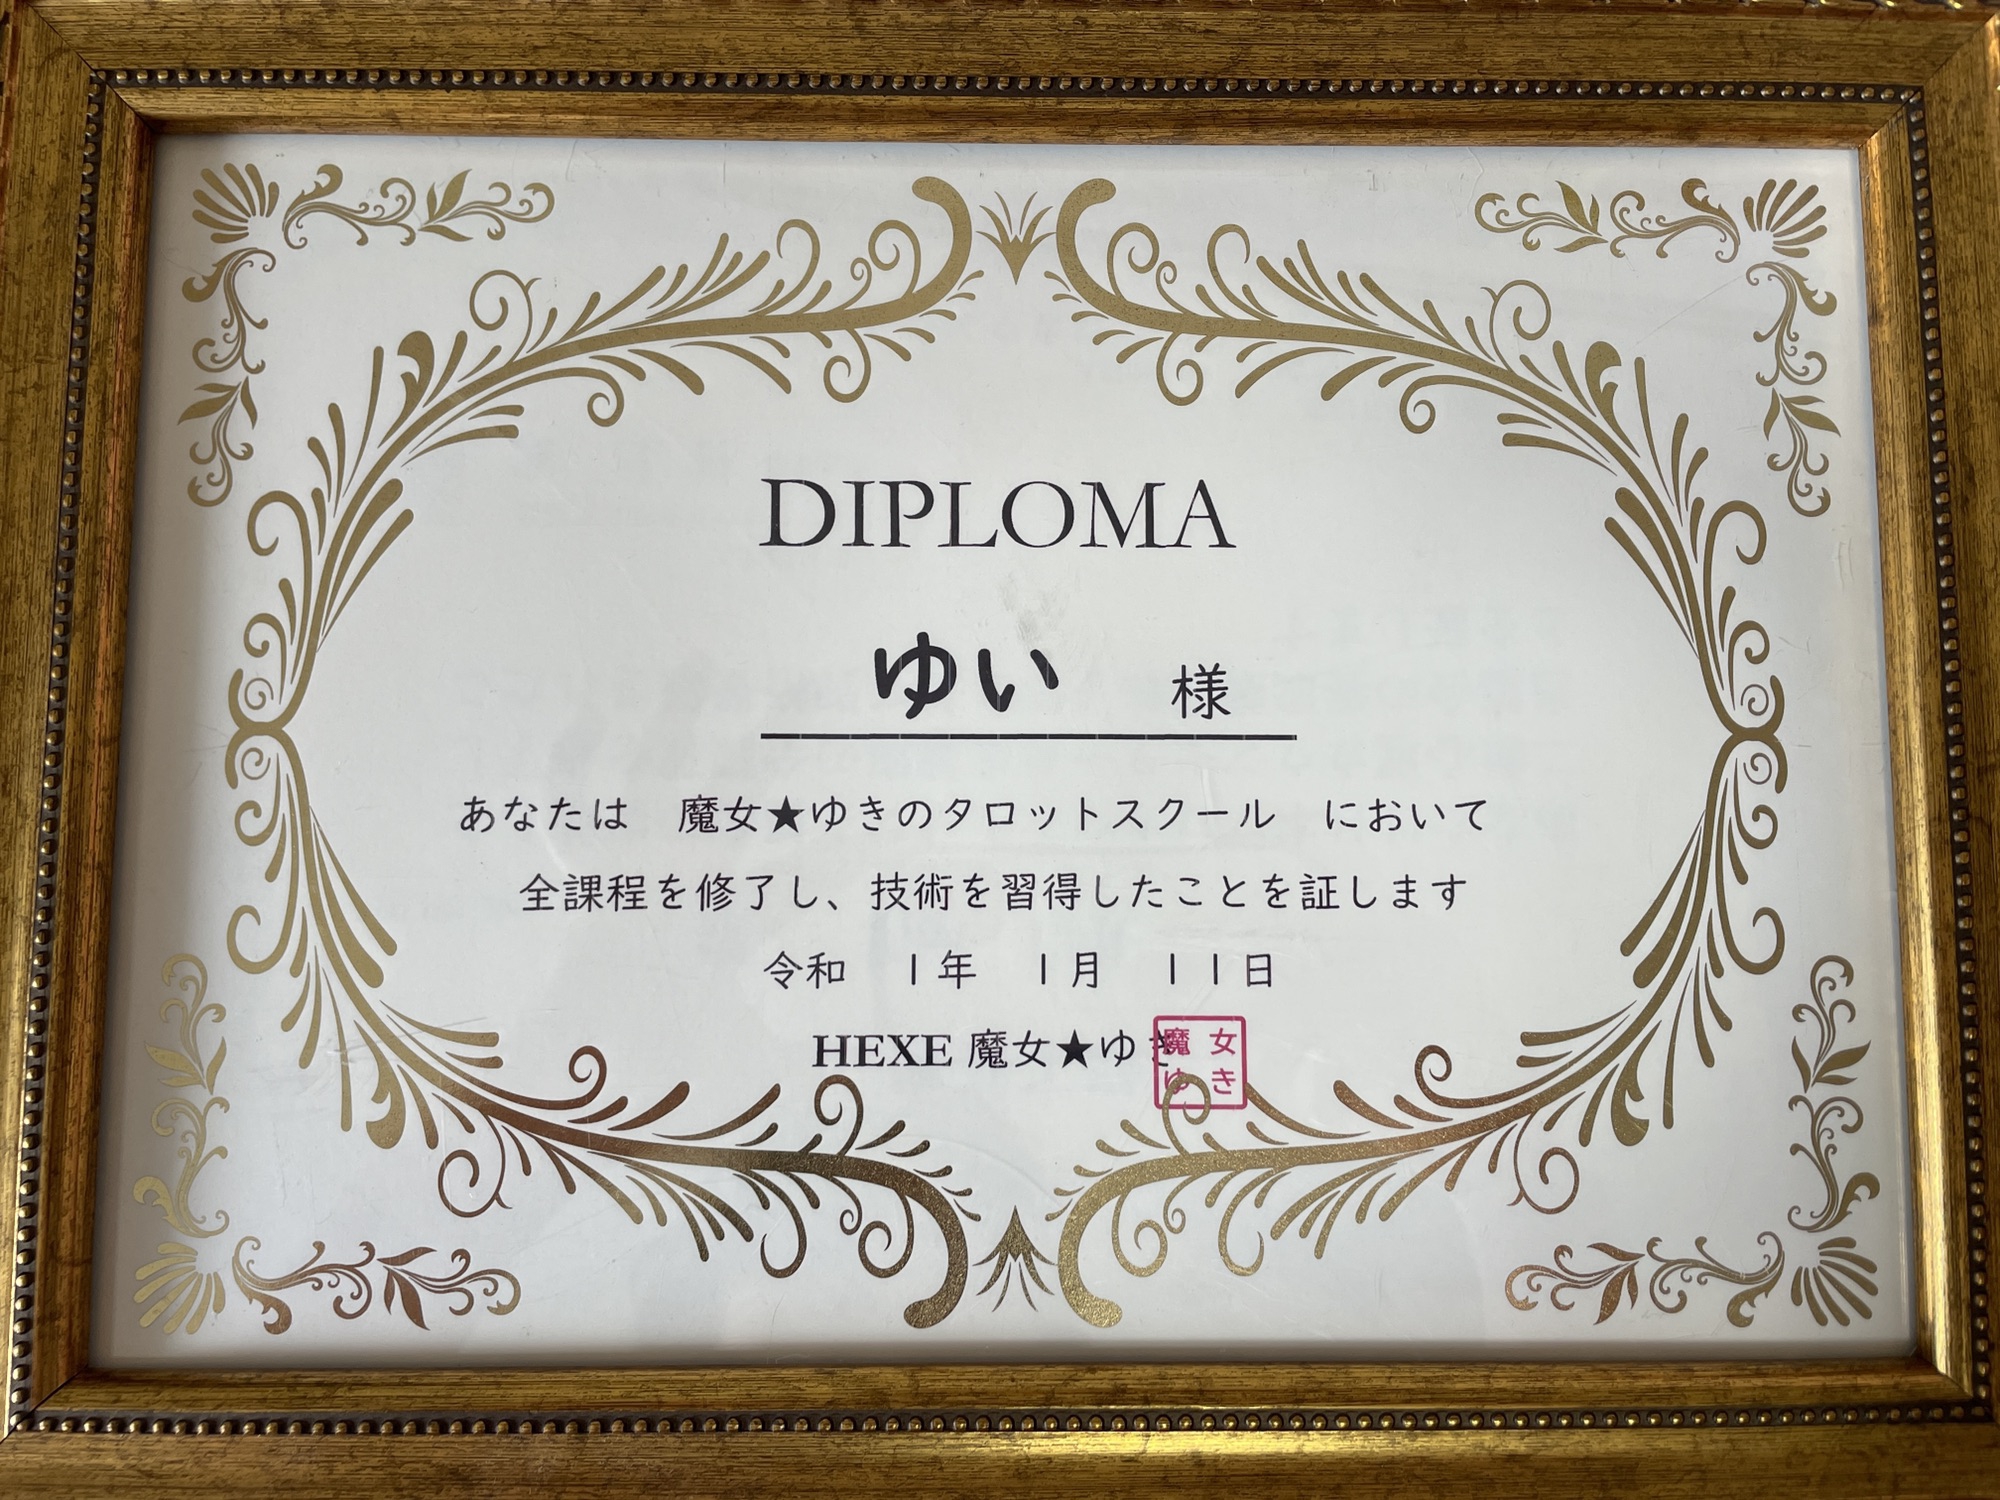 DIPLOMA
ゆい 様
あなたは 魔女★ゆきのタロットスクール において
全課程を修了し、技術を習得したことを証します
令和 1年 1月 11日
HEXE 魔女★ゆき
魔女
ゆき